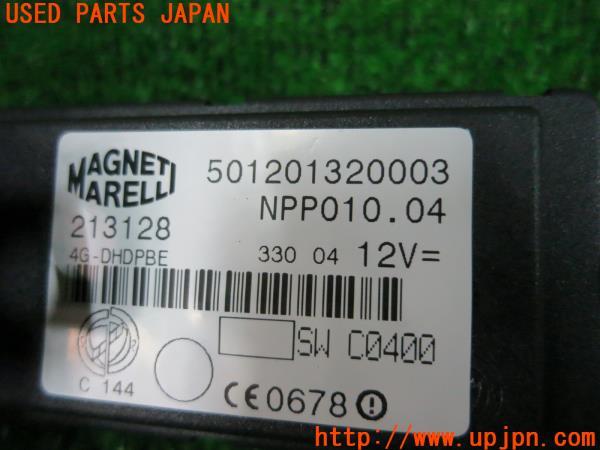 USED PARTS JAPAN
MAGNETI
MARELLI
501201320003
NPP010.04
213128
4G-DHDPBE
330 04 12V=
SW C0400
C 144
CE0678
http://www.upjpn.com/